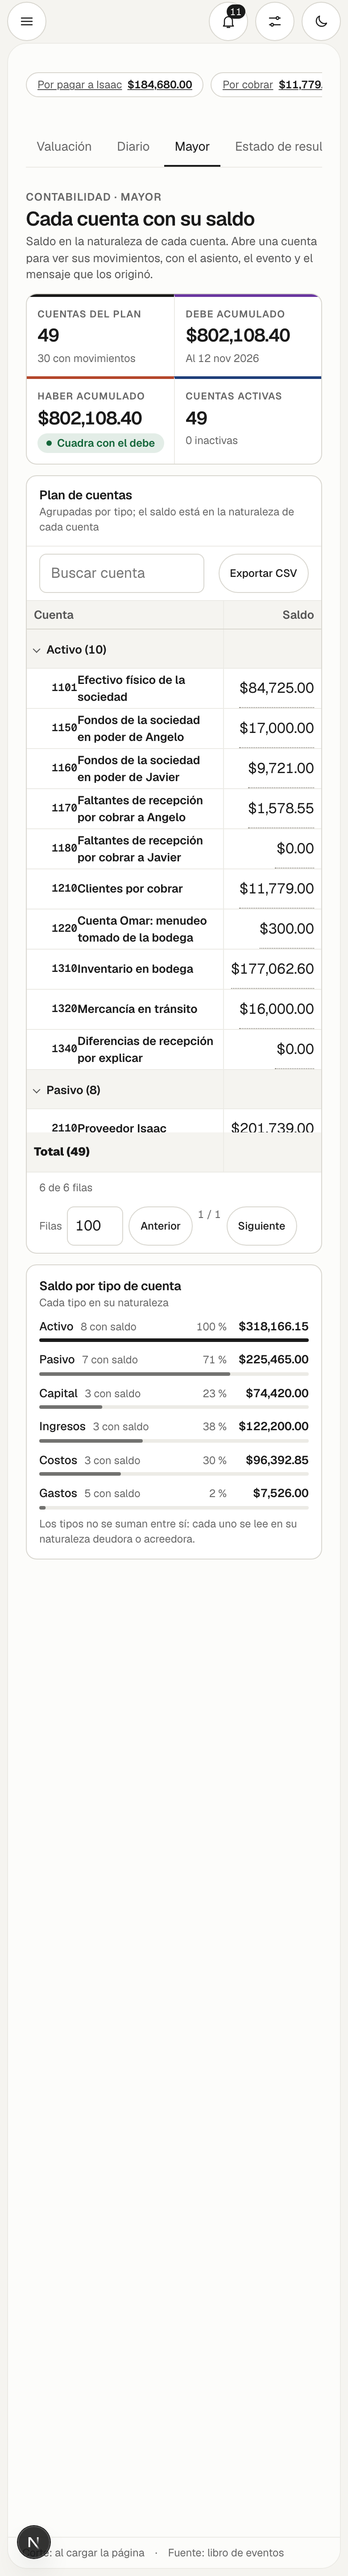 11
Por pagar a Isaac $184,680.00 Por cobrar $11,779.
Valuación Diario Mayor Estado de resul
CONTABILIDAD · MAYOR
Cada cuenta con su saldo
Saldo en la naturaleza de cada cuenta. Abre una cuenta
para ver sus movimientos, con el asiento, el evento y el
mensaje que los originó.
CUENTAS DEL PLAN
49
30 con movimientos
DEBE ACUMULADO
$802,108.40
Al 12 nov 2026
HABER ACUMULADO
$802,108.40
Cuadra con el debe
CUENTAS ACTIVAS
49
0 inactivas
Plan de cuentas
Agrupadas por tipo; el saldo está en la naturaleza de
cada cuenta
Buscar cuenta Exportar CSV
Cuenta Saldo
Activo (10)
1101 Efectivo físico de la
sociedad $84,725.00
1150 Fondos de la sociedad
en poder de Angelo $17,000.00
1160 Fondos de la sociedad
en poder de Javier $9,721.00
1170 Faltantes de recepción
por cobrar a Angelo $1,578.55
1180 Faltantes de recepción
por cobrar a Javier $0.00
1210 Clientes por cobrar $11,779.00
1220 Cuenta Omar: menudeo
tomado de la bodega $300.00
1310 Inventario en bodega $177,062.60
1320 Mercancía en tránsito $16,000.00
1340 Diferencias de recepción
por explicar $0.00
Pasivo (8)
2110 Proveedor Isaac $201,739.00
Total (49)
6 de 6 filas
Filas 100 Anterior 1 / 1 Siguiente
Saldo por tipo de cuenta
Cada tipo en su naturaleza
Activo 8 con saldo 100 % $318,166.15
Pasivo 7 con saldo 71 % $225,465.00
Capital 3 con saldo 23 % $74,420.00
Ingresos 3 con saldo 38 % $122,200.00
Costos 3 con saldo 30 % $96,392.85
Gastos 5 con saldo 2 % $7,526.00
Los tipos no se suman entre sí: cada uno se lee en su
naturaleza deudora o acreedora.
N
al cargar la página · Fuente: libro de eventos